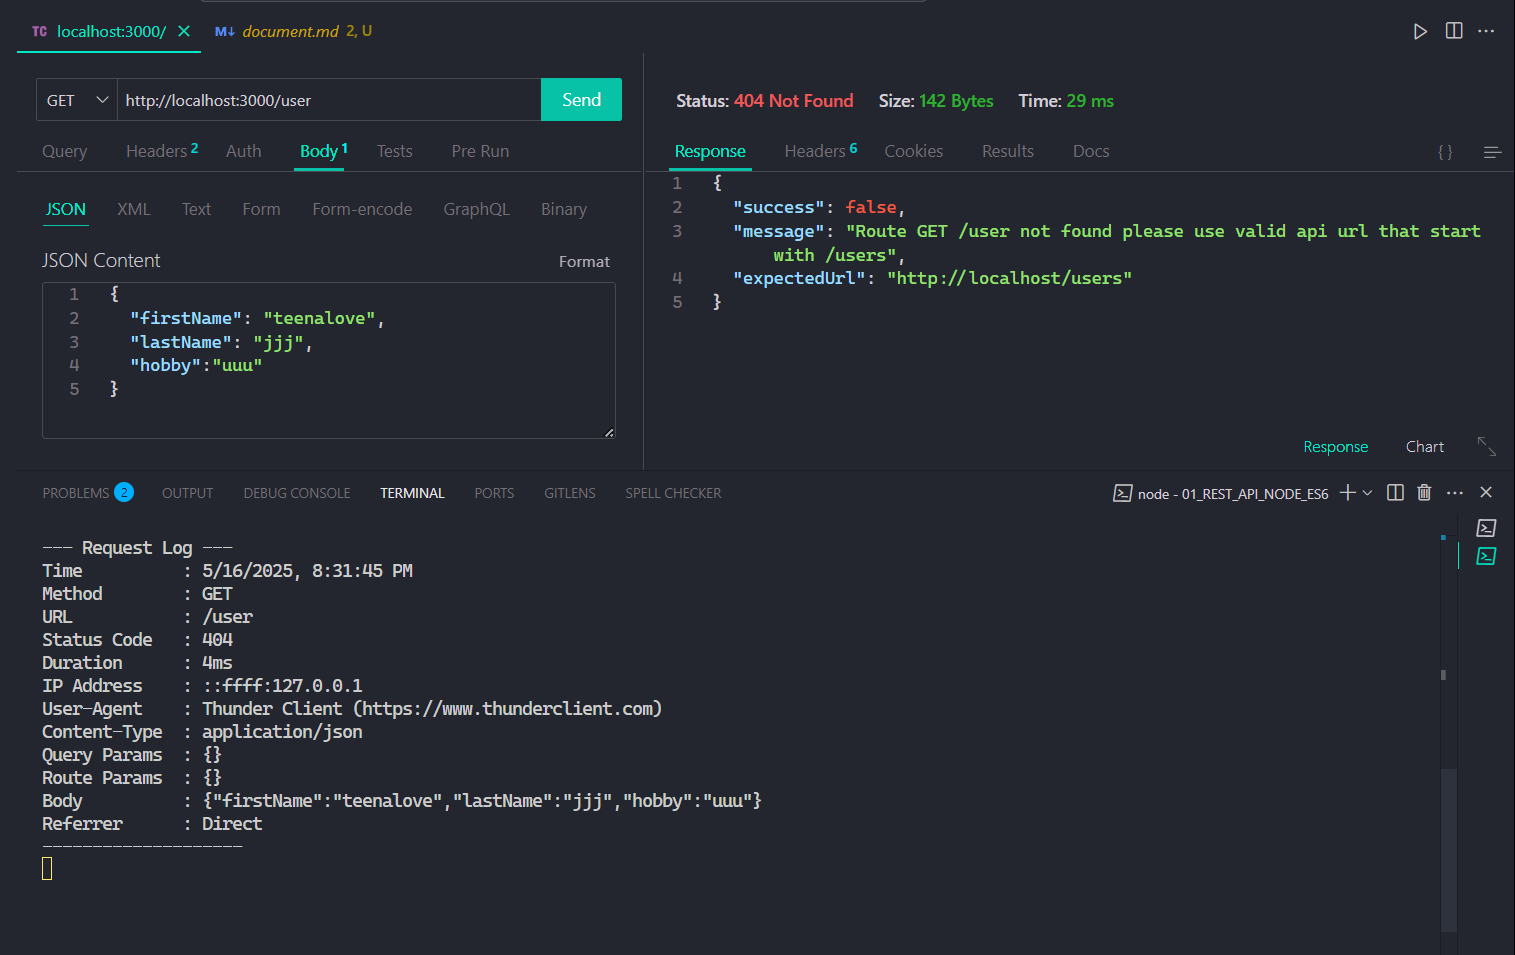 TC localhost:3000/ M↓ document.md 2, U
GET http://localhost:3000/user Send
Query Headers 2 Auth Body 1 Tests Pre Run
JSON XML Text Form Form-encode GraphQL Binary
JSON Content Format
1 {
2 "firstName": "teenalove",
3 "lastName": "jjj",
4 "hobby":"uuu"
5 }
Status: 404 Not Found Size: 142 Bytes Time: 29 ms
Response Headers 6 Cookies Results Docs { }
1 {
2 "success": false,
3 "message": "Route GET /user not found please use valid api url that start
with /users",
4 "expectedUrl": "http://localhost/users"
5 }
Response Chart
PROBLEMS 2 OUTPUT DEBUG CONSOLE TERMINAL PORTS GITLENS SPELL CHECKER node - 01_REST_API_NODE_ES6
--- Request Log ---
Time : 5/16/2025, 8:31:45 PM
Method : GET
URL : /user
Status Code : 404
Duration : 4ms
IP Address : ::ffff:127.0.0.1
User-Agent : Thunder Client (https://www.thunderclient.com)
Content-Type : application/json
Query Params : {}
Route Params : {}
Body : {"firstName":"teenalove","lastName":"jjj","hobby":"uuu"}
Referrer : Direct
--------------------